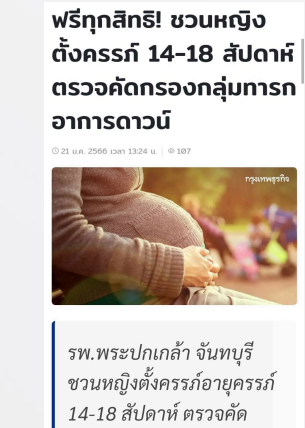 ฟรีทุกสิทธิ! ชวนหญิง
ตั้งครรภ์ 14-18 สัปดาห์
ตรวจคัดกรองกลุ่มทารก
อาการดาวน์
21 ม.ค. 2566 เวลา 13:24 น. | 107
กรุงเทพธุรกิจ
รพ.พระปกเกล้า จันทบุรี
ชวนหญิงตั้งครรภ์อายุครรภ์
14-18 สัปดาห์ ตรวจคัด